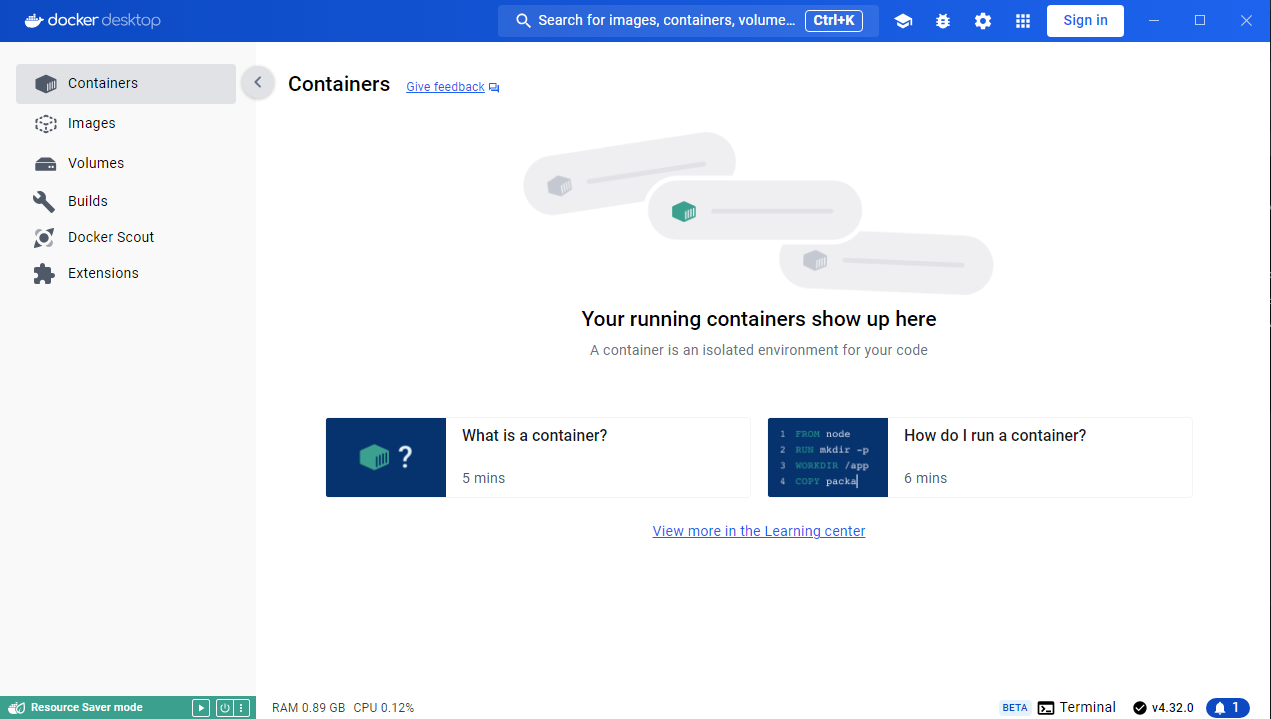 docker desktop
Search for images, containers, volume... Ctrl+K
Sign in
Containers
Images
Volumes
Builds
Docker Scout
Extensions
Containers Give feedback
Your running containers show up here
A container is an isolated environment for your code
?
What is a container?
5 mins
1 FROM node
2 RUN mkdir -p
3 WORKDIR /app
4 COPY packa
How do I run a container?
6 mins
View more in the Learning center
Resource Saver mode
RAM 0.89 GB CPU 0.12%
BETA Terminal
v4.32.0
1